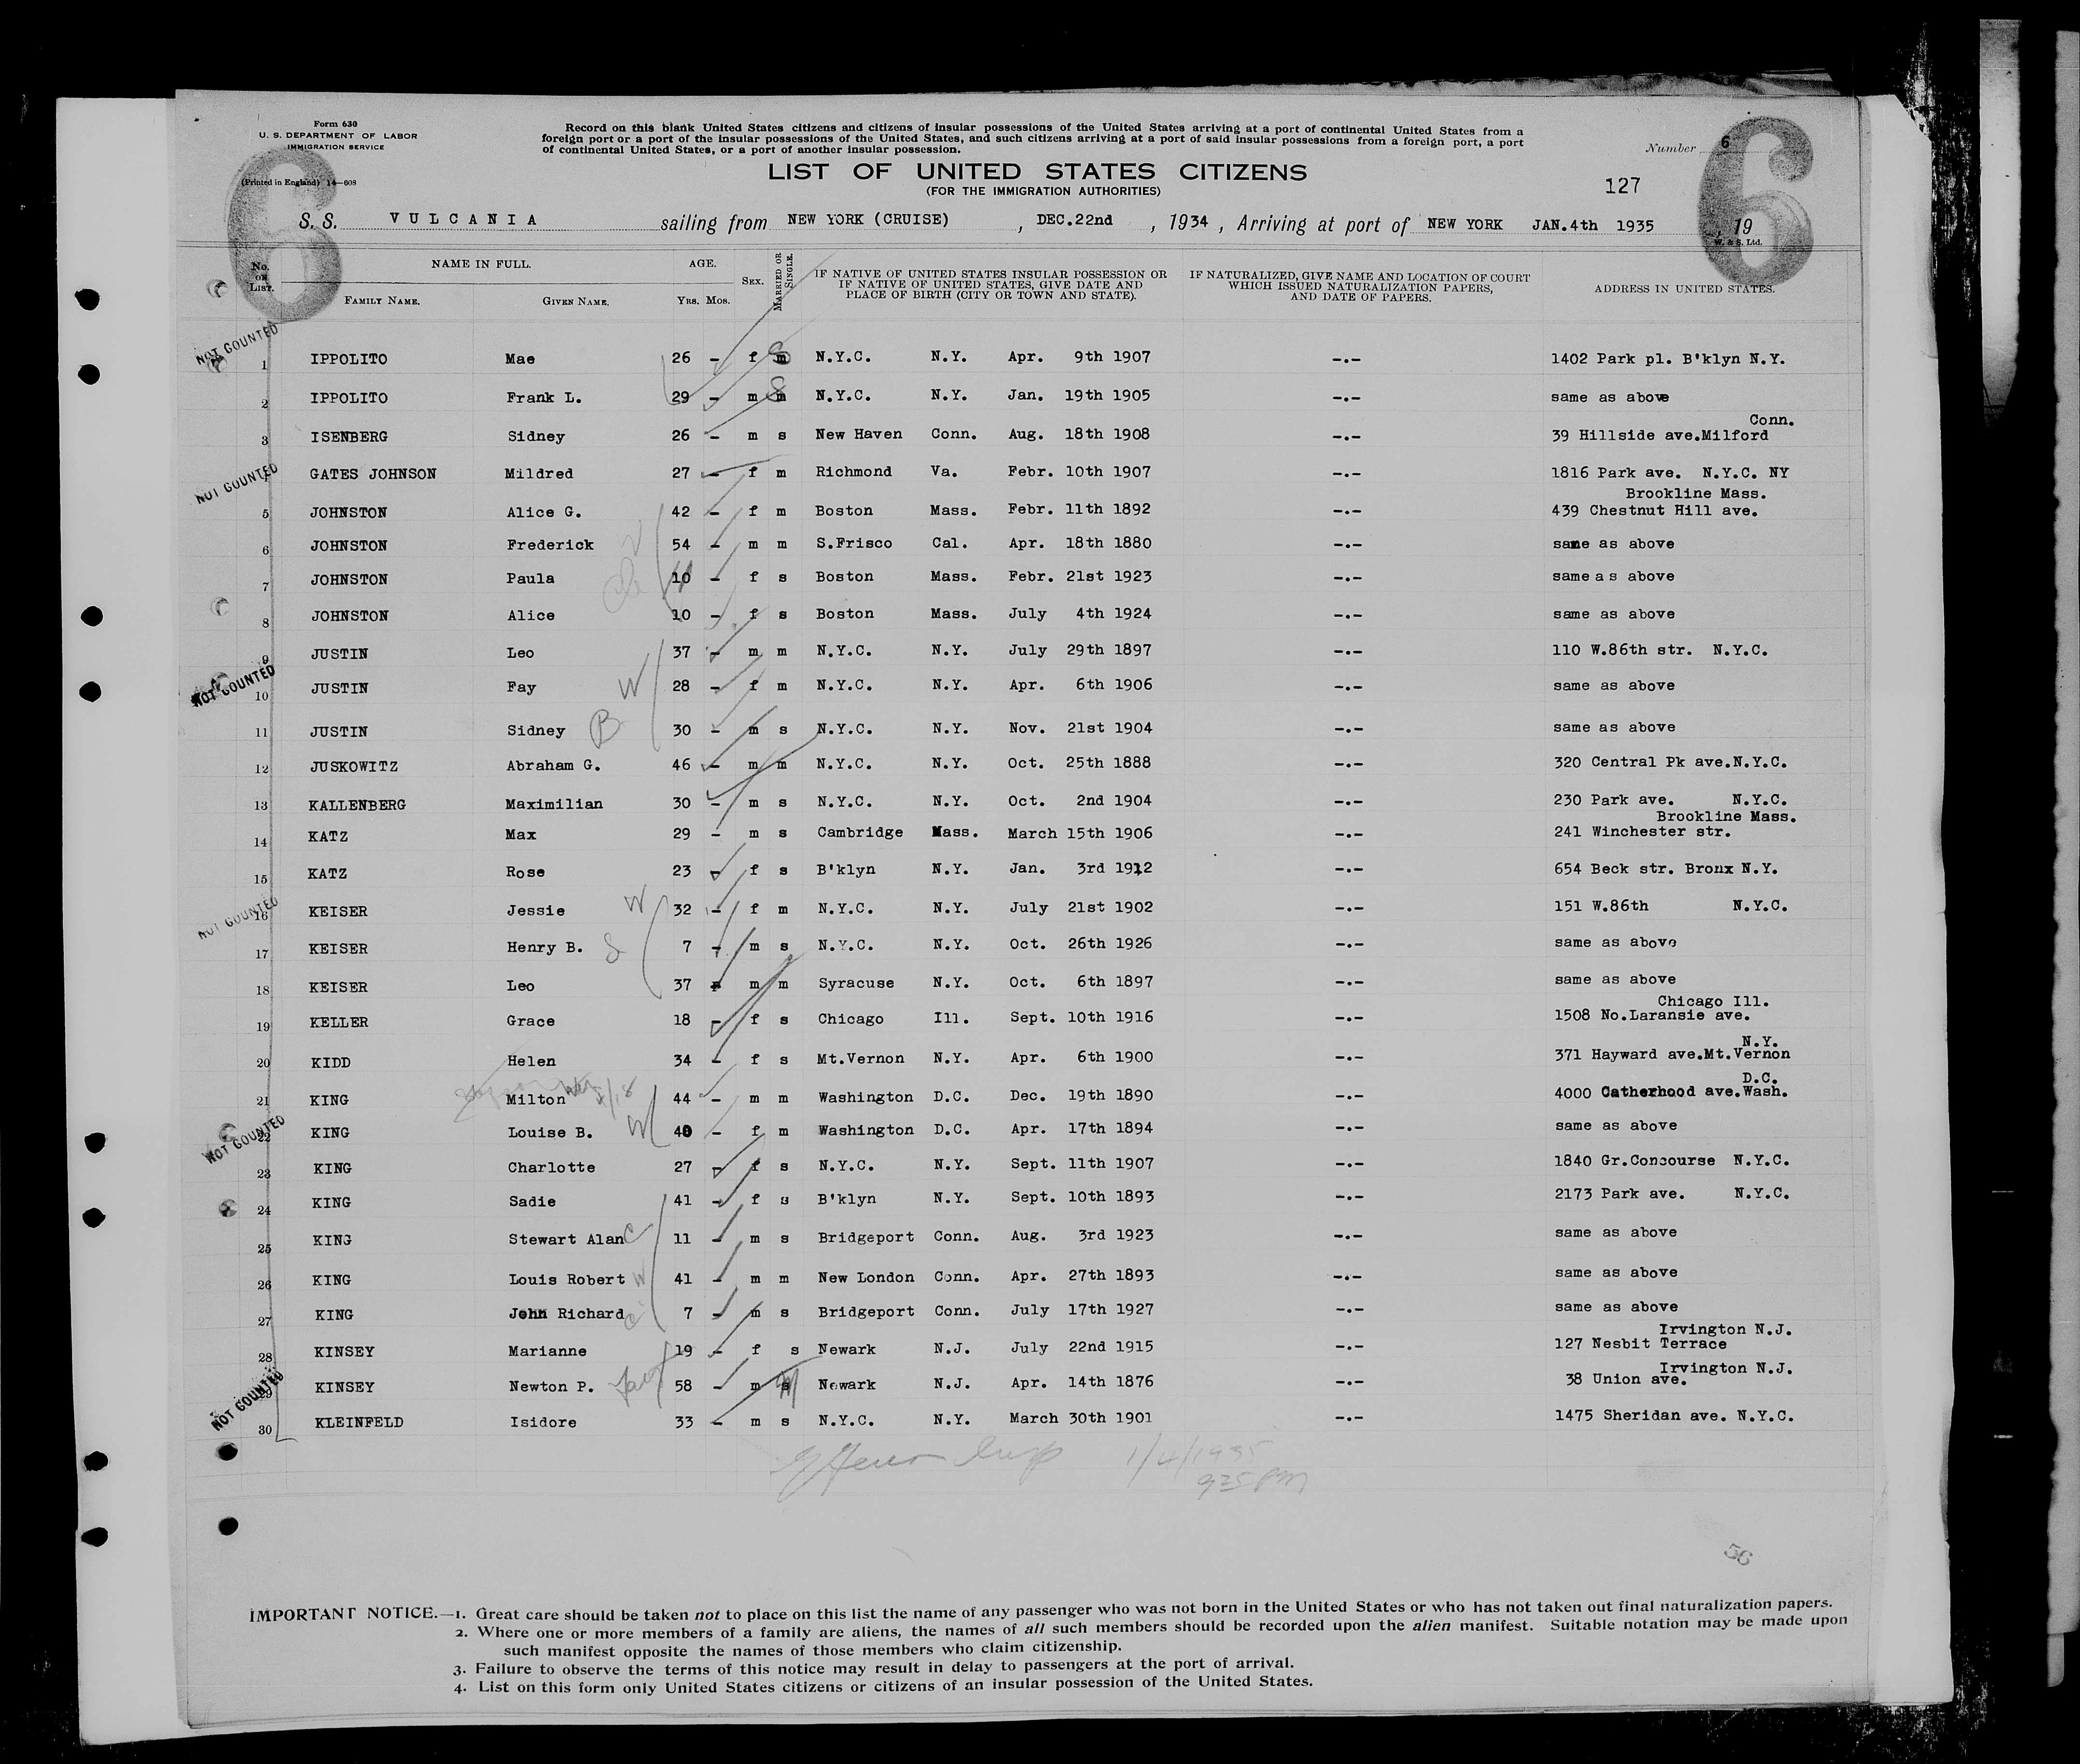 Form 630
U. S. DEPARTMENT OF LABOR
IMMIGRATION SERVICE
(Printed in England) 14—608
Record on this blank United States citizens and citizens of insular possessions of the United States arriving at a port of continental United States from a
foreign port or a port of the insular possessions of the United States, and such citizens arriving at a port of said insular possessions from a foreign port, a port
of continental United States, or a port of another insular possession.
LIST OF UNITED STATES CITIZENS
(FOR THE IMMIGRATION AUTHORITIES)
Number 6
127
6
6
S. S. VULCANIA sailing from NEW YORK (CRUISE) , DEC.22nd , 1934 , Arriving at port of NEW YORK JAN.4th 1935 , 19
W. & S. Ltd.
No. on List. NAME IN FULL. AGE. Sex. Married or Single. IF NATIVE OF UNITED STATES INSULAR POSSESSION OR IF NATIVE OF UNITED STATES, GIVE DATE AND PLACE OF BIRTH (CITY OR TOWN AND STATE). IF NATURALIZED, GIVE NAME AND LOCATION OF COURT WHICH ISSUED NATURALIZATION PAPERS, AND DATE OF PAPERS. ADDRESS IN UNITED STATES.
Family Name. Given Name. Yrs. Mos.
NOT COUNTED
1 IPPOLITO Mae 26 - f m N.Y.C. N.Y. Apr. 9th 1907 -.- 1402 Park pl. B'klyn N.Y.
2 IPPOLITO Frank L. 29 - m m N.Y.C. N.Y. Jan. 19th 1905 -.- same as above
Conn.
3 ISENBERG Sidney 26 - m s New Haven Conn. Aug. 18th 1908 -.- 39 Hillside ave.Milford
NOT COUNTED
GATES JOHNSON Mildred 27 - f m Richmond Va. Febr. 10th 1907 -.- 1816 Park ave. N.Y.C. NY
Brookline Mass.
5 JOHNSTON Alice G. 42 - f m Boston Mass. Febr. 11th 1892 -.- 439 Chestnut Hill ave.
6 JOHNSTON Frederick 54 - m m S.Frisco Cal. Apr. 18th 1880 -.- same as above
7 JOHNSTON Paula 10 - f s Boston Mass. Febr. 21st 1923 -.- same as above
8 JOHNSTON Alice 10 - f s Boston Mass. July 4th 1924 -.- same as above
9 JUSTIN Leo 37 - m m N.Y.C. N.Y. July 29th 1897 -.- 110 W.86th str. N.Y.C.
NOT COUNTED
10 JUSTIN Fay W 28 - f m N.Y.C. N.Y. Apr. 6th 1906 -.- same as above
11 JUSTIN Sidney B 30 - m s N.Y.C. N.Y. Nov. 21st 1904 -.- same as above
12 JUSKOWITZ Abraham G. 46 - m m N.Y.C. N.Y. Oct. 25th 1888 -.- 320 Central Pk ave.N.Y.C.
13 KALLENBERG Maximilian 30 - m s N.Y.C. N.Y. Oct. 2nd 1904 -.- 230 Park ave. N.Y.C.
Brookline Mass.
14 KATZ Max 29 - m s Cambridge Mass. March 15th 1906 -.- 241 Winchester str.
15 KATZ Rose 23 - f s B'klyn N.Y. Jan. 3rd 1912 -.- 654 Beck str. Bronx N.Y.
NOT COUNTED
16 KEISER Jessie W 32 - f m N.Y.C. N.Y. July 21st 1902 -.- 151 W.86th N.Y.C.
17 KEISER Henry B. S 7 - m s N.Y.C. N.Y. Oct. 26th 1926 -.- same as above
18 KEISER Leo 37 - m m Syracuse N.Y. Oct. 6th 1897 -.- same as above
Chicago Ill.
19 KELLER Grace 18 - f s Chicago Ill. Sept. 10th 1916 -.- 1508 No.Laransie ave.
N.Y.
20 KIDD Helen 34 - f s Mt.Vernon N.Y. Apr. 6th 1900 -.- 371 Hayward ave.Mt.Vernon
D.C.
21 KING Milton 44 - m m Washington D.C. Dec. 19th 1890 -.- 4000 Catherhood ave.Wash.
NOT COUNTED
22 KING Louise B. W 40 - f m Washington D.C. Apr. 17th 1894 -.- same as above
23 KING Charlotte 27 - f s N.Y.C. N.Y. Sept. 11th 1907 -.- 1840 Gr.Concourse N.Y.C.
24 KING Sadie 41 - f s B'klyn N.Y. Sept. 10th 1893 -.- 2173 Park ave. N.Y.C.
25 KING Stewart Alan C 11 - m s Bridgeport Conn. Aug. 3rd 1923 -.- same as above
26 KING Louis Robert 41 - m m New London Conn. Apr. 27th 1893 -.- same as above
27 KING John Richard 7 - m s Bridgeport Conn. July 17th 1927 -.- same as above
Irvington N.J.
28 KINSEY Marianne 19 - f s Newark N.J. July 22nd 1915 -.- 127 Nesbit Terrace
Irvington N.J.
NOT COUNTED
29 KINSEY Newton P. 58 - m s Newark N.J. Apr. 14th 1876 -.- 38 Union ave.
30 KLEINFELD Isidore 33 - m s N.Y.C. N.Y. March 30th 1901 -.- 1475 Sheridan ave. N.Y.C.
Insp 1/4/1935
935 PM
56
IMPORTANT NOTICE.—1. Great care should be taken not to place on this list the name of any passenger who was not born in the United States or who has not taken out final naturalization papers.
2. Where one or more members of a family are aliens, the names of all such members should be recorded upon the alien manifest. Suitable notation may be made upon
such manifest opposite the names of those members who claim citizenship.
3. Failure to observe the terms of this notice may result in delay to passengers at the port of arrival.
4. List on this form only United States citizens or citizens of an insular possession of the United States.